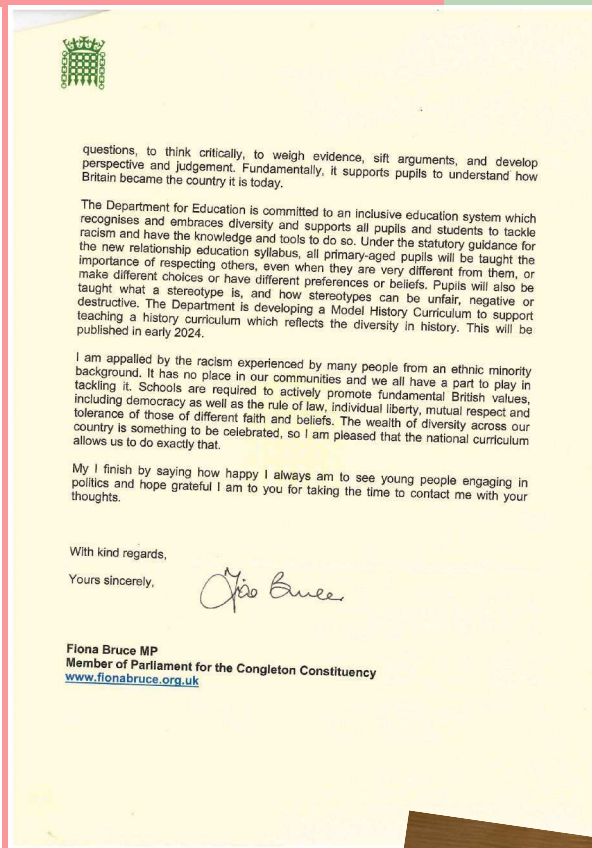 questions, to think critically, to weigh evidence, sift arguments, and develop
perspective and judgement. Fundamentally, it supports pupils to understand how
Britain became the country it is today.
The Department for Education is committed to an inclusive education system which
recognises and embraces diversity and supports all pupils and students to tackle
racism and have the knowledge and tools to do so. Under the statutory guidance for
the new relationship education syllabus, all primary-aged pupils will be taught the
importance of respecting others, even when they are very different from them, or
make different choices or have different preferences or beliefs. Pupils will also be
taught what a stereotype is, and how stereotypes can be unfair, negative or
destructive. The Department is developing a Model History Curriculum to support
teaching a history curriculum which reflects the diversity in history. This will be
published in early 2024.
I am appalled by the racism experienced by many people from an ethnic minority
background. It has no place in our communities and we all have a part to play in
tackling it. Schools are required to actively promote fundamental British values,
including democracy as well as the rule of law, individual liberty, mutual respect and
tolerance of those of different faith and beliefs. The wealth of diversity across our
country is something to be celebrated, so I am pleased that the national curriculum
allows us to do exactly that.
My I finish by saying how happy I always am to see young people engaging in
politics and hope grateful I am to you for taking the time to contact me with your
thoughts.
With kind regards,
Yours sincerely,
Fiona Bruce
Fiona Bruce MP
Member of Parliament for the Congleton Constituency
www.fionabruce.org.uk